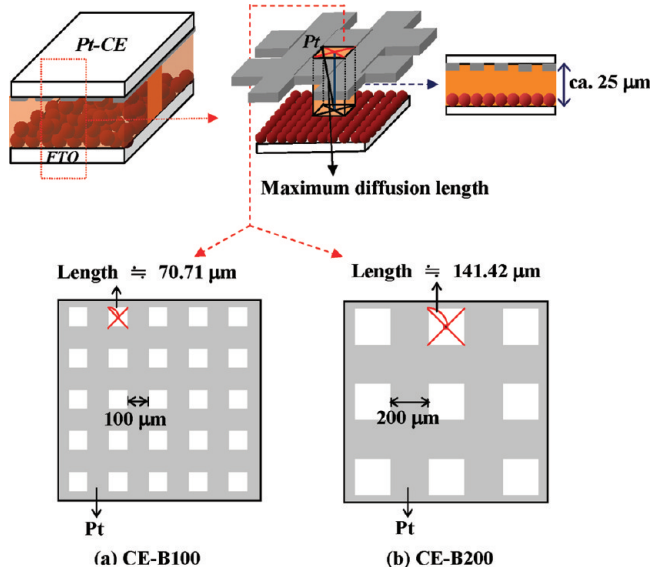 Pt-CE
FTO
Pt
ca. 25 μm
Maximum diffusion length
Length ≒ 70.71 μm
Length ≒ 141.42 μm
100 μm
200 μm
Pt
Pt
(a) CE-B100
(b) CE-B200